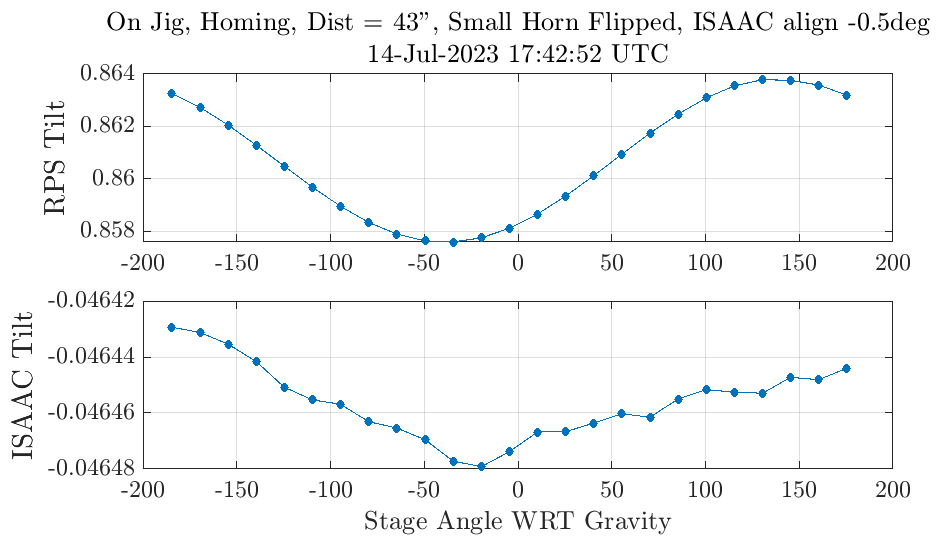 On Jig, Homing, Dist = 43”, Small Horn Flipped, ISAAC align -0.5deg
14-Jul-2023 17:42:52 UTC
RPS Tilt
0.864
0.862
0.86
0.858
-200 -150 -100 -50 0 50 100 150 200
ISAAC Tilt
-0.04642
-0.04644
-0.04646
-0.04648
-200 -150 -100 -50 0 50 100 150 200
Stage Angle WRT Gravity